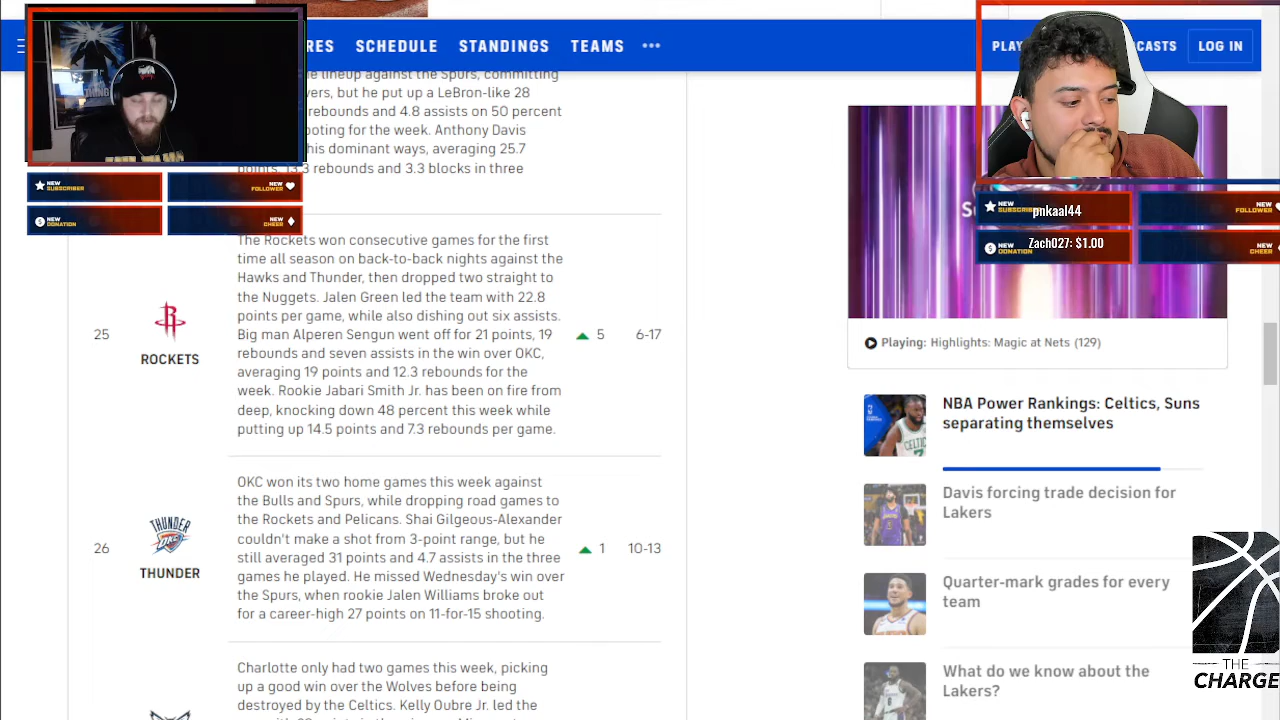 RES SCHEDULE STANDINGS TEAMS •••
CASTS LOG IN
lineup against the Spurs, committing
but he put up a LeBron-like 28
rebounds and 4.8 assists on 50 percent
for the week. Anthony Davis
his dominant ways, averaging 25.7
points, 13.3 rebounds and 3.3 blocks in three
NEW SUBSCRIBER
NEW FOLLOWER
NEW DONATION
NEW CHEER
NEW
pnkaal44
NEW FOLLOWER
NEW DONATION
Zach027: $1.00
NEW CHEER
25
ROCKETS
The Rockets won consecutive games for the first
time all season on back-to-back nights against the
Hawks and Thunder, then dropped two straight to
the Nuggets. Jalen Green led the team with 22.8
points per game, while also dishing out six assists.
Big man Alperen Sengun went off for 21 points, 19
rebounds and seven assists in the win over OKC,
averaging 19 points and 12.3 rebounds for the
week. Rookie Jabari Smith Jr. has been on fire from
deep, knocking down 48 percent this week while
putting up 14.5 points and 7.3 rebounds per game.
5
6-17
26
THUNDER
OKC won its two home games this week against
the Bulls and Spurs, while dropping road games to
the Rockets and Pelicans. Shai Gilgeous-Alexander
couldn't make a shot from 3-point range, but he
still averaged 31 points and 4.7 assists in the three
games he played. He missed Wednesday's win over
the Spurs, when rookie Jalen Williams broke out
for a career-high 27 points on 11-for-15 shooting.
1
10-13
Charlotte only had two games this week, picking
up a good win over the Wolves before being
destroyed by the Celtics. Kelly Oubre Jr. led the
Playing: Highlights: Magic at Nets (129)
NBA Power Rankings: Celtics, Suns
separating themselves
Davis forcing trade decision for
Lakers
Quarter-mark grades for every
team
What do we know about the
Lakers?
THE
CHARGE